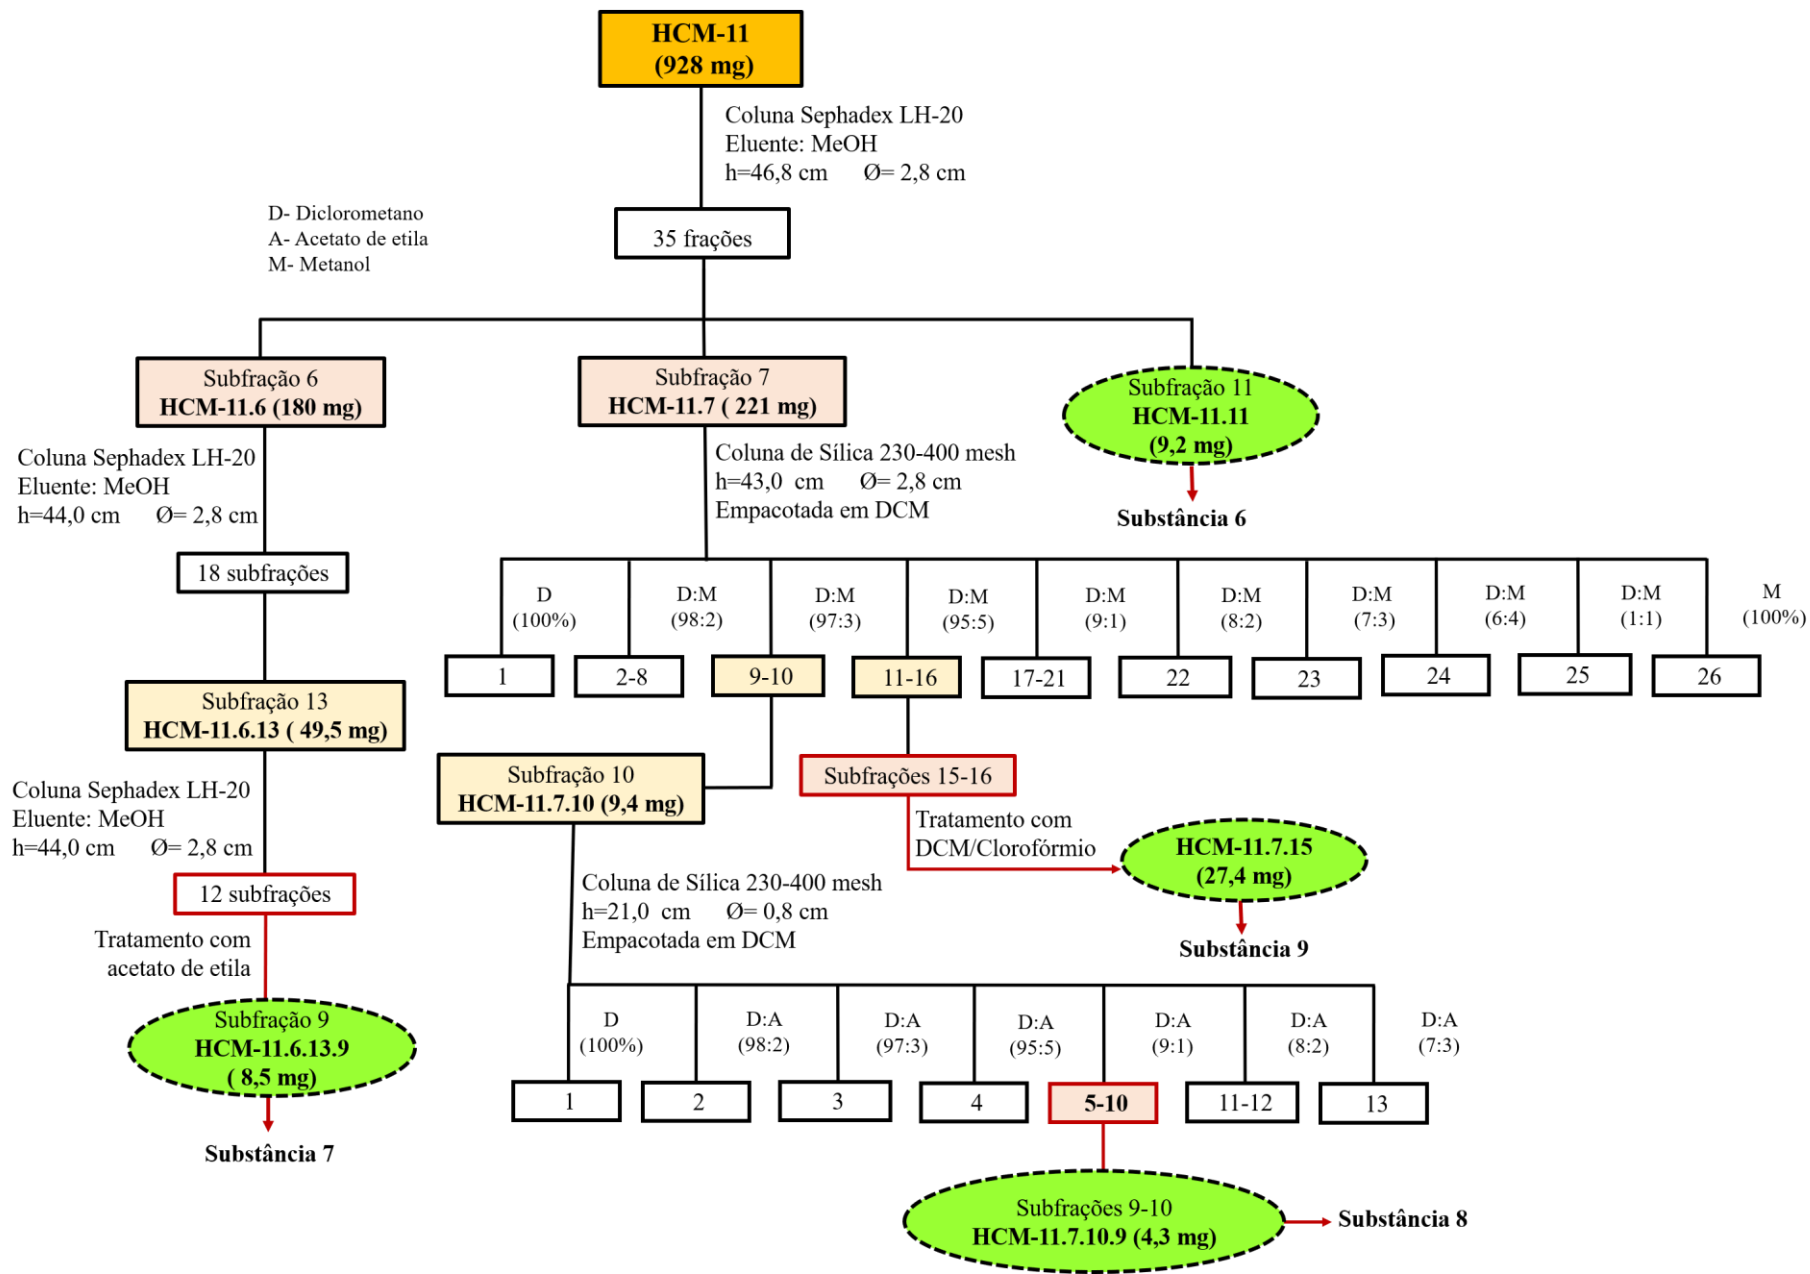 HCM-11
(928 mg)
Coluna Sephadex LH-20
Eluente: MeOH
h=46,8 cm Ø= 2,8 cm
D- Diclorometano
A- Acetato de etila
M- Metanol
35 frações
Subfração 6
HCM-11.6 (180 mg)
Subfração 7
HCM-11.7 ( 221 mg)
Subfração 11
HCM-11.11
(9,2 mg)
Substância 6
Coluna Sephadex LH-20
Eluente: MeOH
h=44,0 cm Ø= 2,8 cm
Coluna de Sílica 230-400 mesh
h=43,0 cm Ø= 2,8 cm
Empacotada em DCM
18 subfrações
D
(100%)
D:M
(98:2)
D:M
(97:3)
D:M
(95:5)
D:M
(9:1)
D:M
(8:2)
D:M
(7:3)
D:M
(6:4)
D:M
(1:1)
M
(100%)
1
2-8
9-10
11-16
17-21
22
23
24
25
26
Subfração 13
HCM-11.6.13 ( 49,5 mg)
Subfração 10
HCM-11.7.10 (9,4 mg)
Subfrações 15-16
Coluna Sephadex LH-20
Eluente: MeOH
h=44,0 cm Ø= 2,8 cm
Tratamento com
DCM/Clorofórmio
HCM-11.7.15
(27,4 mg)
Substância 9
12 subfrações
Coluna de Sílica 230-400 mesh
h=21,0 cm Ø= 0,8 cm
Empacotada em DCM
Tratamento com
acetato de etila
Subfração 9
HCM-11.6.13.9
( 8,5 mg)
Substância 7
D
(100%)
D:A
(98:2)
D:A
(97:3)
D:A
(95:5)
D:A
(9:1)
D:A
(8:2)
D:A
(7:3)
1
2
3
4
5-10
11-12
13
Subfrações 9-10
HCM-11.7.10.9 (4,3 mg)
Substância 8